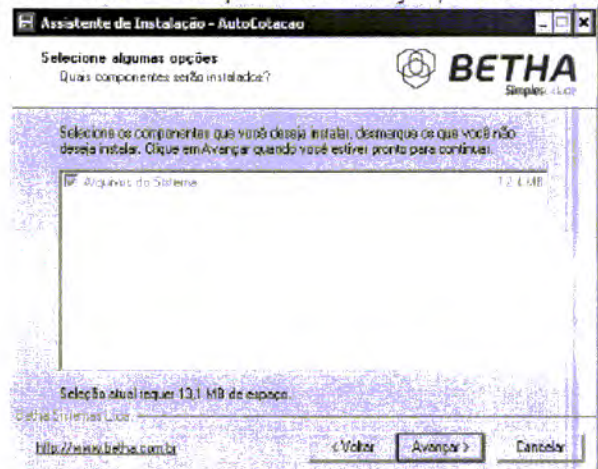 Assistente de Instalação - AutoCotacao
Selecione algumas opções
Quais componentes serão instalados?
BETHA
Simples
Selecione os componentes que você deseja instalar, desmarque os que você não
deseja instalar. Clique em Avançar quando você estiver pronto para continuar.
Arquivos do Sistema
MB
Seleção atual requer 13,1 MB de espaço.
Betha Sistemas Ltda
http://www.betha.com.br
< Voltar
Avançar >
Cancelar